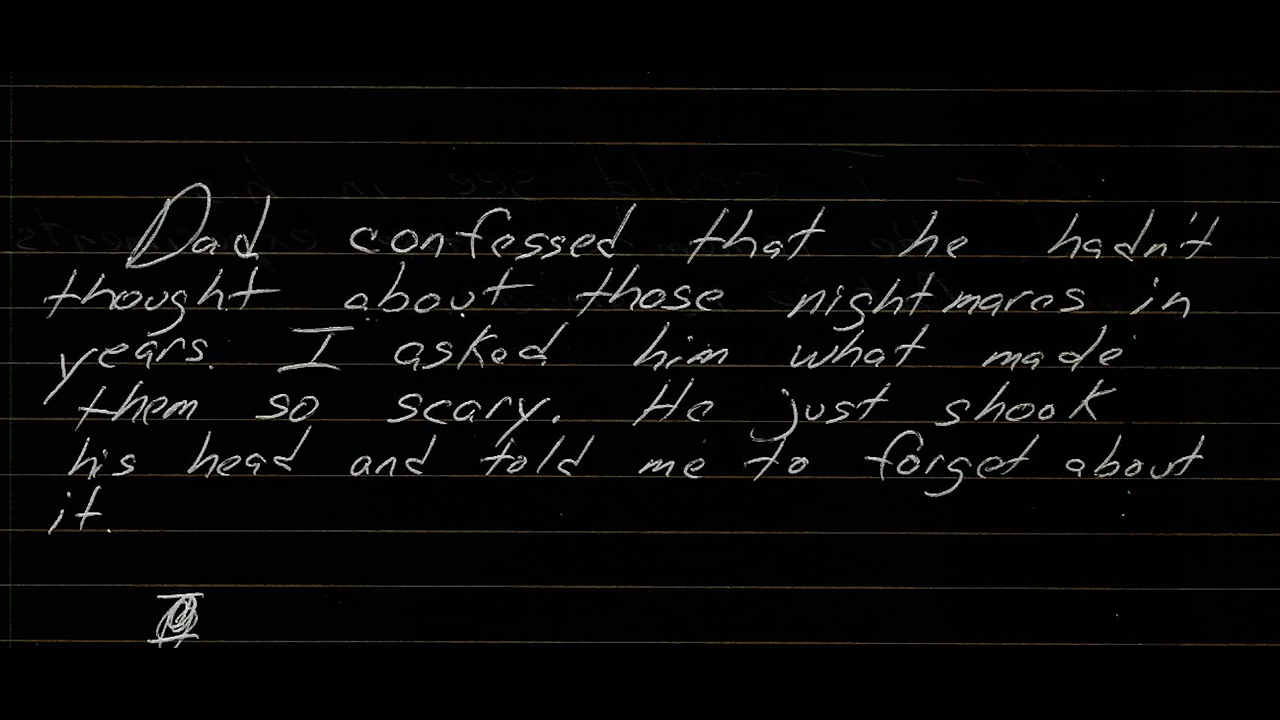 Dad confessed that he hadn't
thought about those nightmares in
years. I asked him what made
them so scary. He just shook
his head and told me to forget about
it.